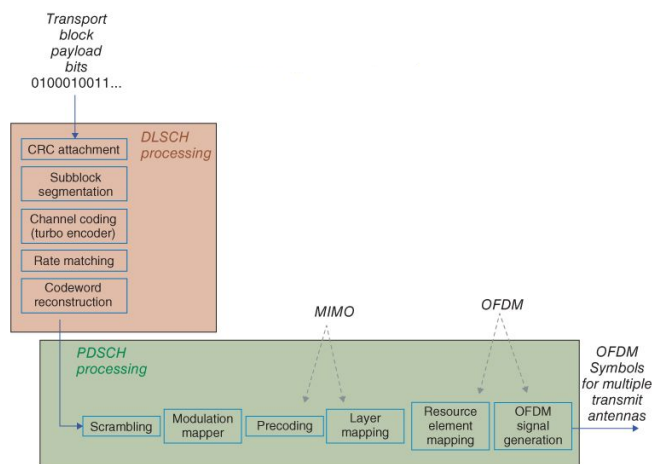 Transport
block
payload
bits
0100010011...
DLSCH
processing
CRC attachment
Subblock
segmentation
Channel coding
(turbo encoder)
Rate matching
Codeword
reconstruction
MIMO
OFDM
PDSCH
processing
OFDM
Symbols
for multiple
transmit
antennas
Scrambling
Modulation
mapper
Precoding
Layer
mapping
Resource
element
mapping
OFDM
signal
generation